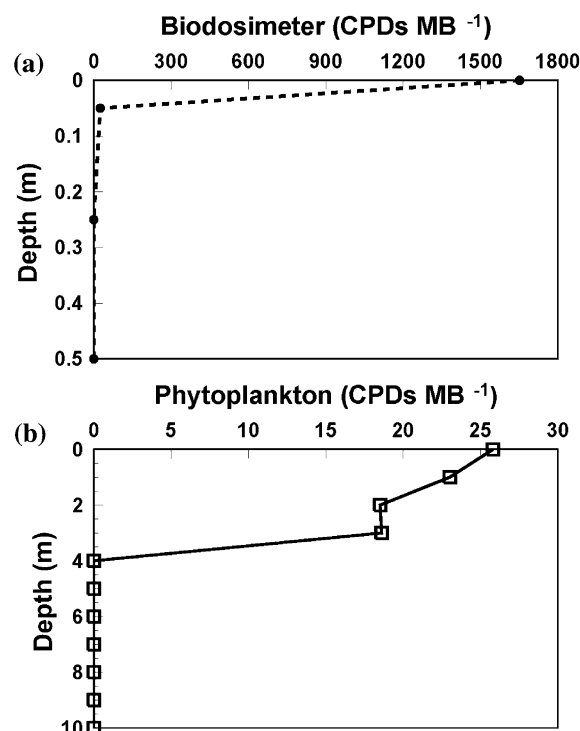 Biodosimeter (CPDs MB -1)
(a)
0 300 600 900 1200 1500 1800
0
0.1
0.2
0.3
0.4
0.5
Depth (m)
Phytoplankton (CPDs MB -1)
(b)
0 5 10 15 20 25 30
0
2
4
6
8
10
Depth (m)